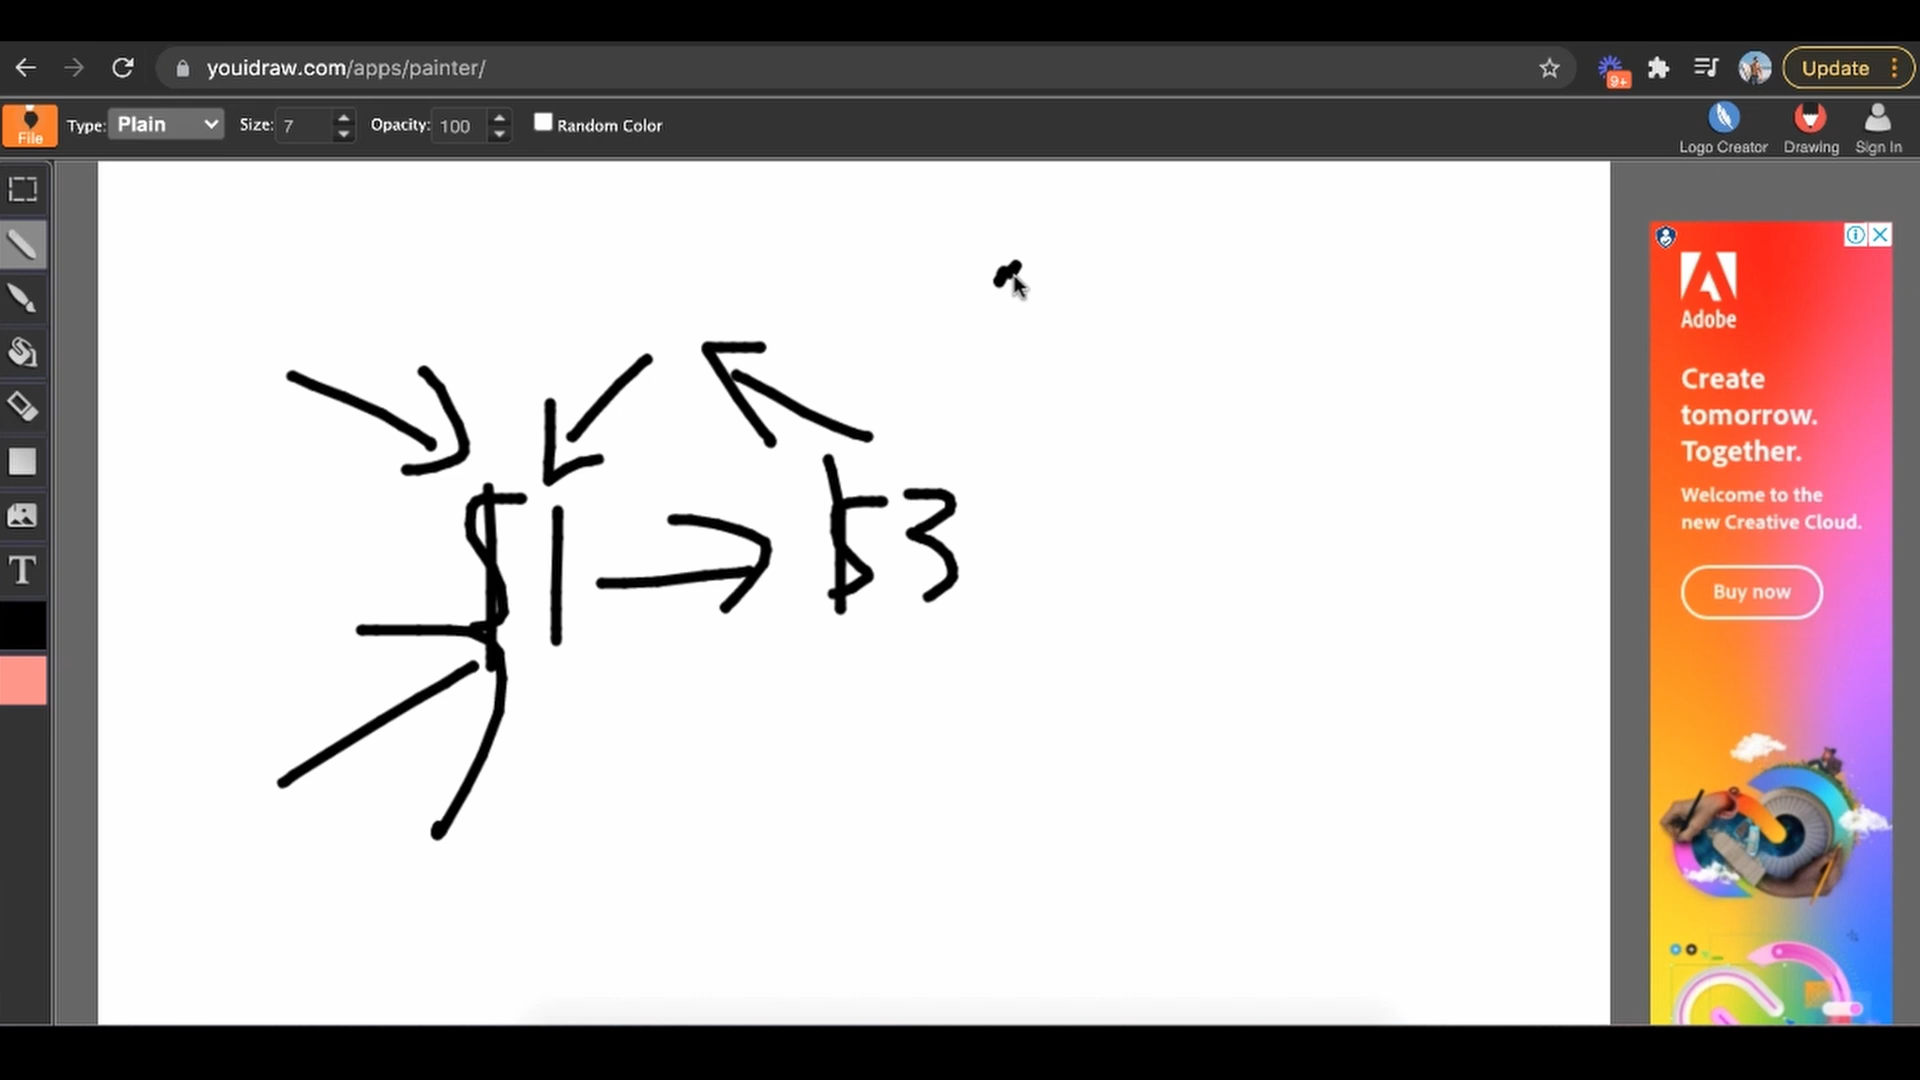 youidraw.com/apps/painter/
9+
Update
File
Type: Plain Size: 7 Opacity: 100 Random Color
Logo Creator Drawing Sign In
Adobe
Create
tomorrow.
Together.
Welcome to the
new Creative Cloud.
Buy now
$1 $3
T